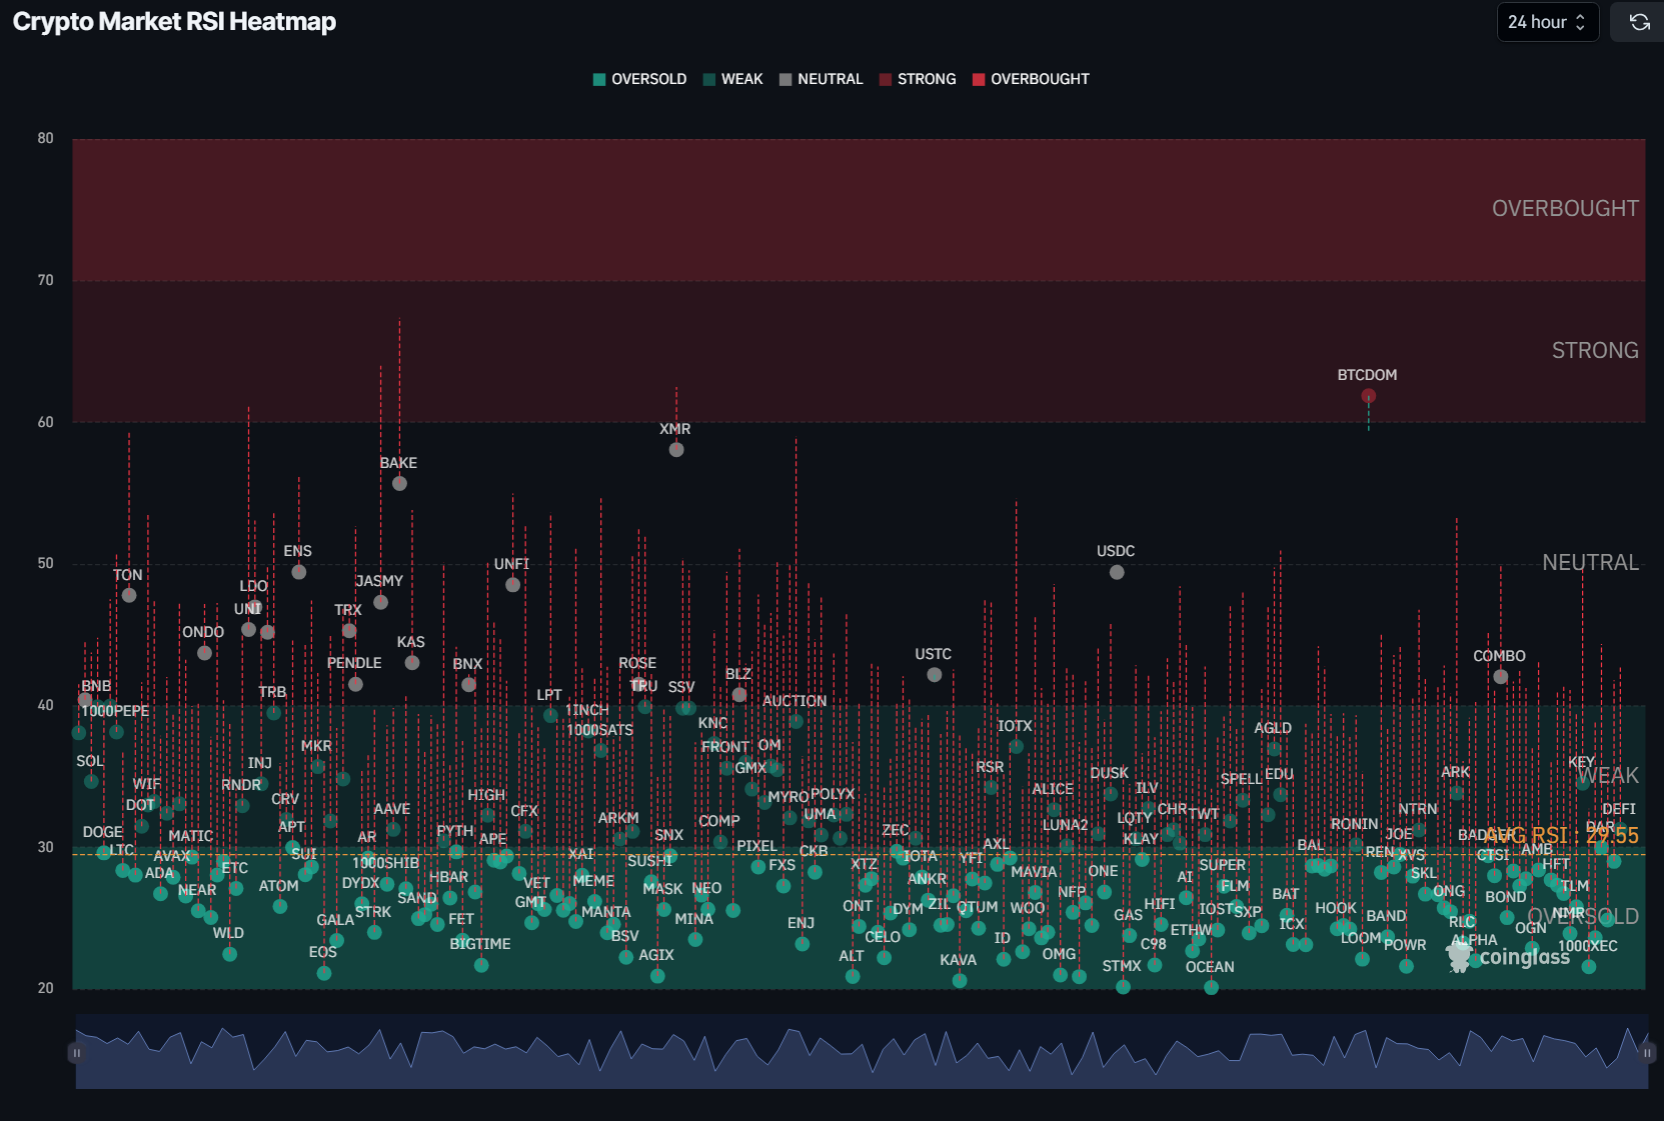 Crypto Market RSI Heatmap
24 hour
OVERSOLD WEAK NEUTRAL STRONG OVERBOUGHT
80
OVERBOUGHT
70
STRONG
BTCDOM
60
XMR
BAKE
50
ENS
UNFI
USDC
NEUTRAL
TON
LDO
JASMY
UNI
TRX
ONDO
KAS
PENDLE
BNX
ROSE
USTC
COMBO
BNB
TRB
LPT
TRU
SSV
BLZ
AUCTION
40
1000PEPE
1INCH
1000SATS
KNC
IOTX
AGLD
SOL
MKR
FRONT
OM
INJ
GMX
RSR
DUSK
SPELL
EDU
ARK
KEY
WEAK
WIF
RNDR
DOT
CRV
AAVE
HIGH
CFX
ARKM
MYRO
POLYX
UMA
COMP
ALICE
ILV
LUNA2
LQTY
CHR
TWT
NTRN
DEFI
DOGE
MATIC
APT
AR
PYTH
APE
SNX
ZEC
KLAY
RONIN
JOE
DAR
AVG RSI : 29.55
30
LTC
AVAX
SUI
1000SHIB
XAI
SUSHI
PIXEL
CKB
IOTA
YFI
AXL
BAL
REN
XVS
CTSI
AMB
ADA
ETC
HBAR
FXS
XTZ
MAVIA
ONE
SUPER
SKL
HFT
NEAR
ATOM
DYDX
SAND
VET
MEME
MASK
NEO
ANKR
NFP
AI
FLM
BAT
ONG
BOND
TLM
GALA
STRK
FET
GMT
MANTA
MINA
ENJ
ONT
DYM
ZIL
QTUM
WOO
GAS
HIFI
IOST
SXP
ICX
HOOK
BAND
RLC
NMR
OVERSOLD
WLD
EOS
BIGTIME
BSV
AGIX
ALT
CELO
KAVA
ID
OMG
STMX
C98
ETHW
OCEAN
LOOM
POWR
ALPHA
OGN
1000XEC
coinglass
20